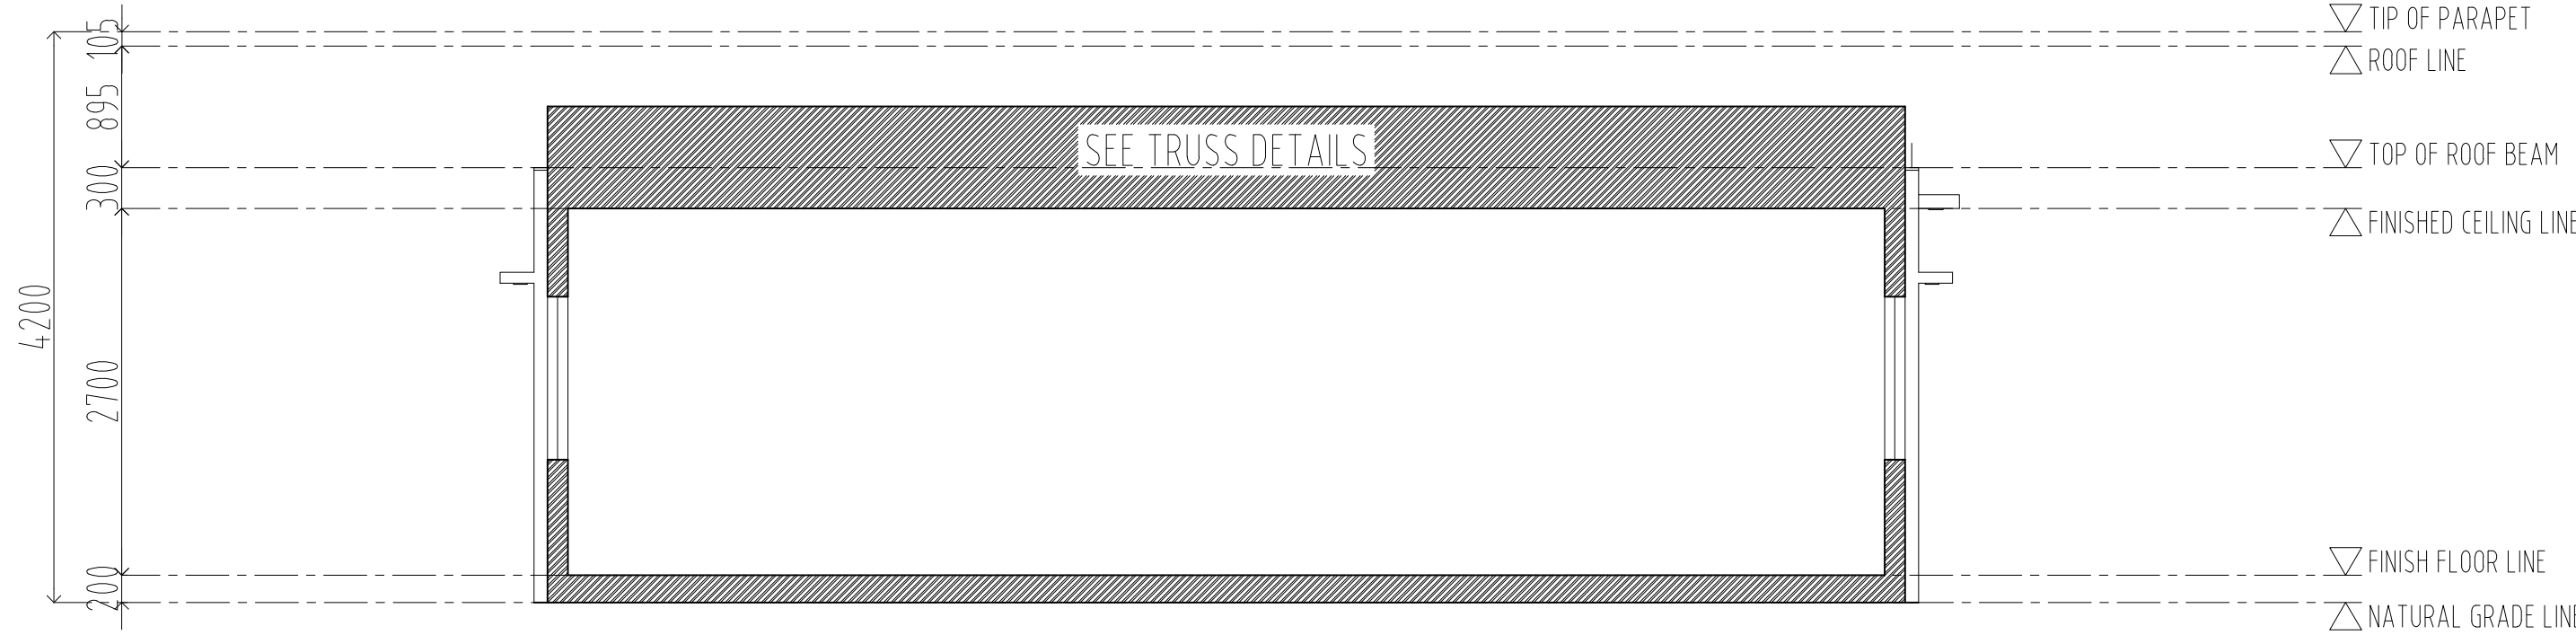 TIP OF PARAPET
105
ROOF LINE
895
SEE TRUSS DETAILS
TOP OF ROOF BEAM
300
FINISHED CEILING LINE
4200
2700
FINISH FLOOR LINE
200
NATURAL GRADE LINE